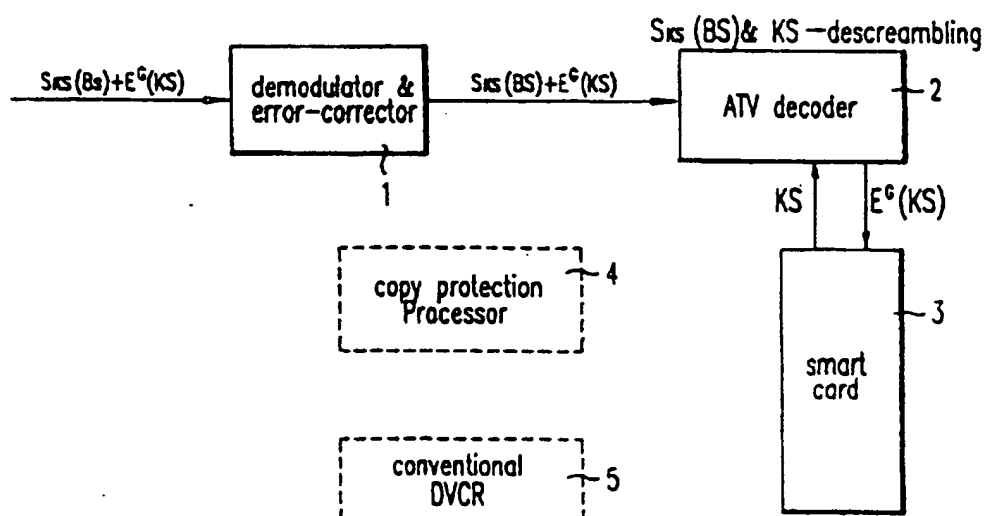 SKS (BS)& KS -descreambling
SKS(BS)+E^G(KS)
demodulator &
error-corrector
1
SKS(BS)+E^G(KS)
ATV decoder
2
KS
E^G(KS)
copy protection
Processor
4
smart
card
3
conventional
DVCR
5